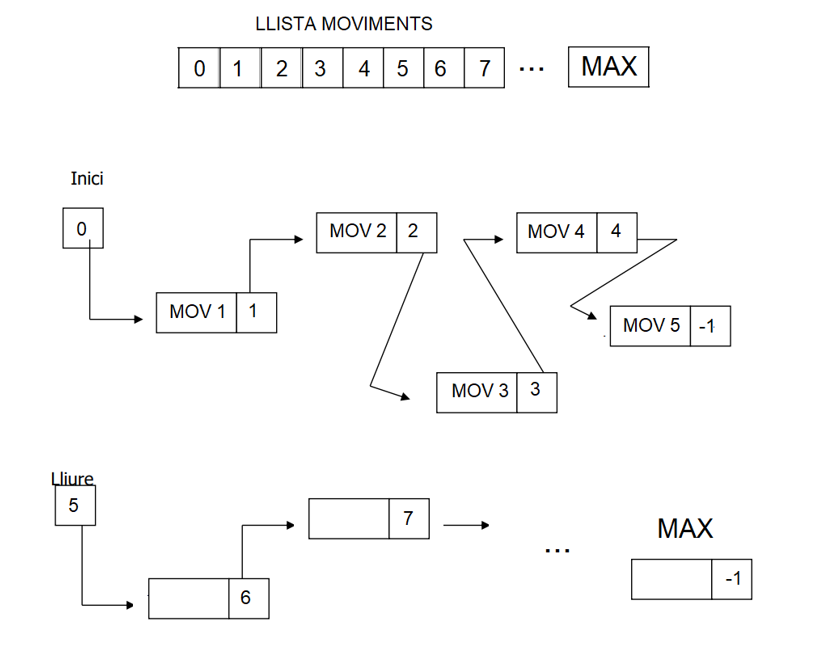 LLISTA MOVIMENTS
0 1 2 3 4 5 6 7 ... MAX
Inici
0
MOV 1 1
MOV 2 2
MOV 3 3
MOV 4 4
MOV 5 -1
Lliure
5
6
7
...
MAX
-1